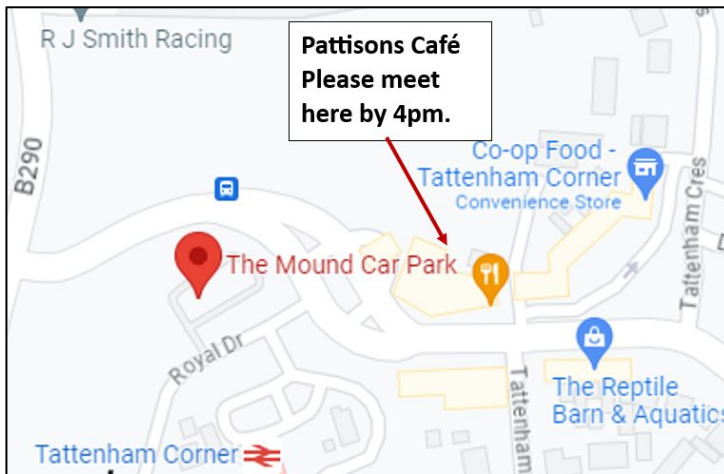 R J Smith Racing
Pattisons Café
Please meet
here by 4pm.
B290
Co-op Food -
Tattenham Corner
Convenience Store
Tattenham Cres
The Mound Car Park
Royal Dr
The Reptile
Barn & Aquatics
Tattenham
Tattenham Corner